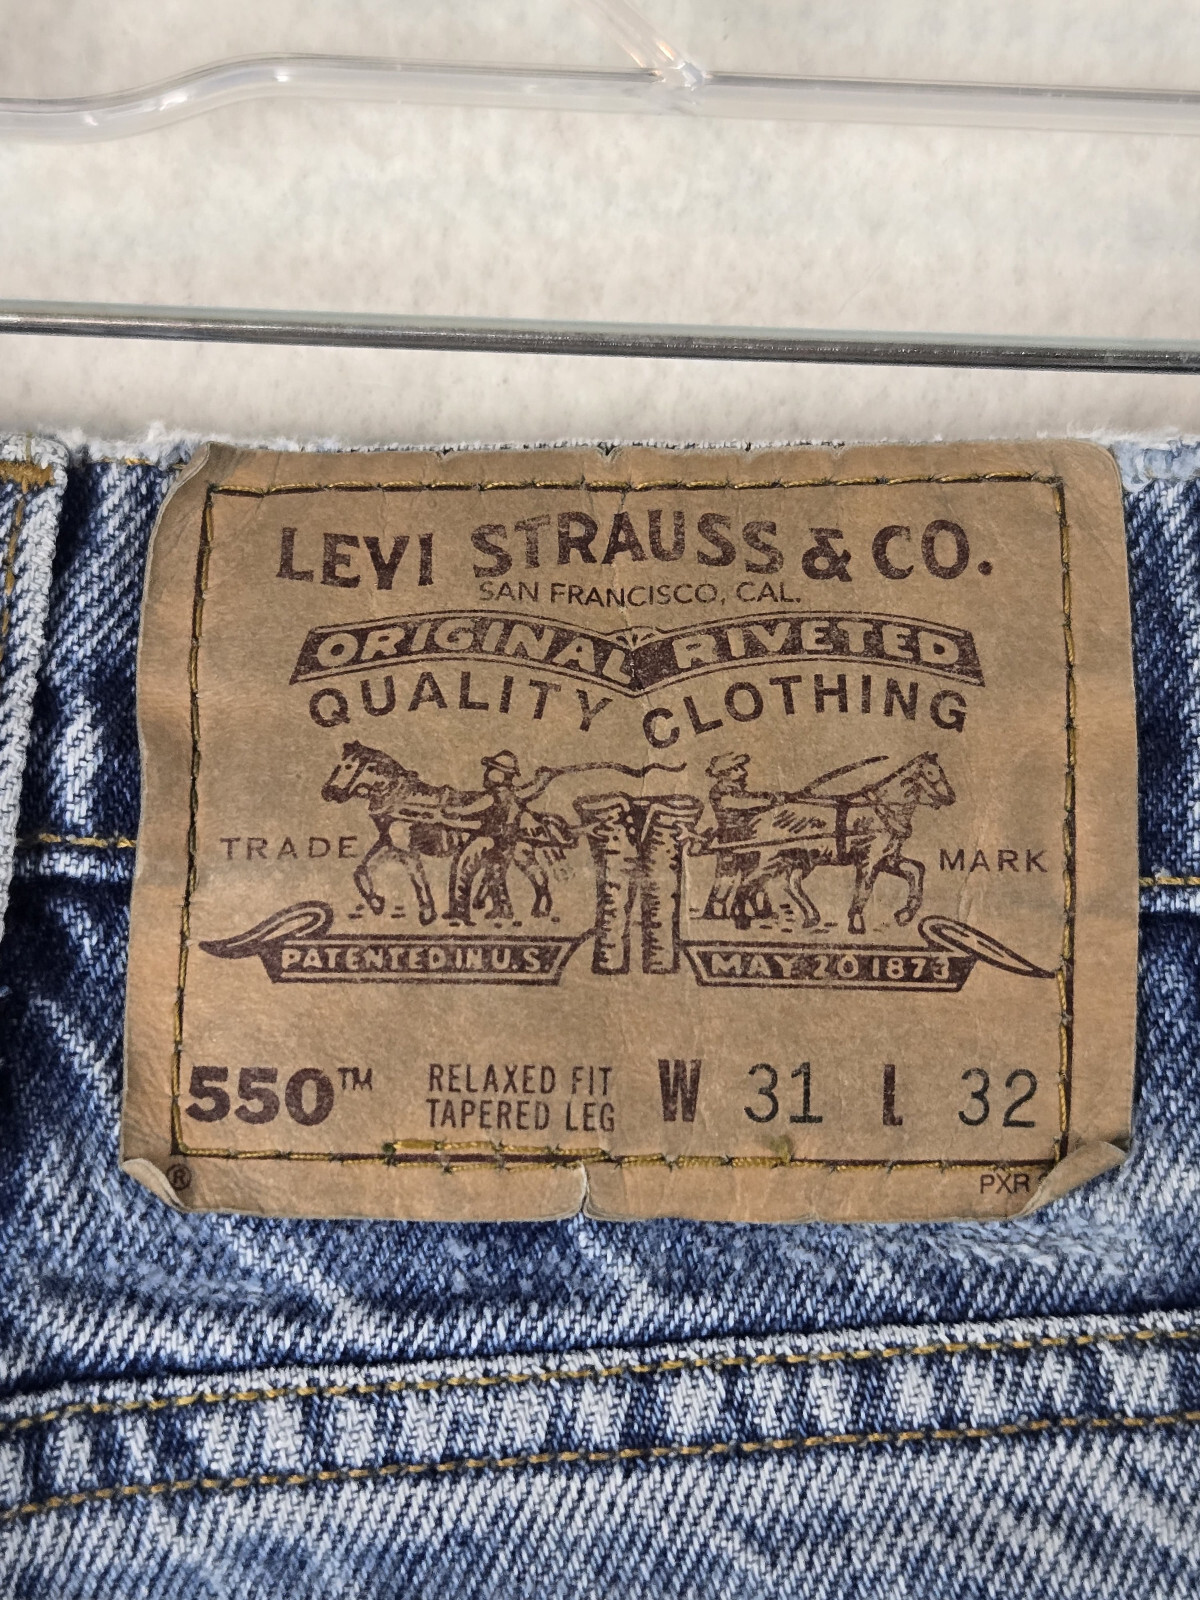 LEVI STRAUSS & CO.
SAN FRANCISCO, CAL.
ORIGINAL RIVETED
QUALITY CLOTHING
TRADE MARK
PATENTED IN U.S. MAY 20 1873
550™ RELAXED FIT TAPERED LEG W 31 L 32
® PXR